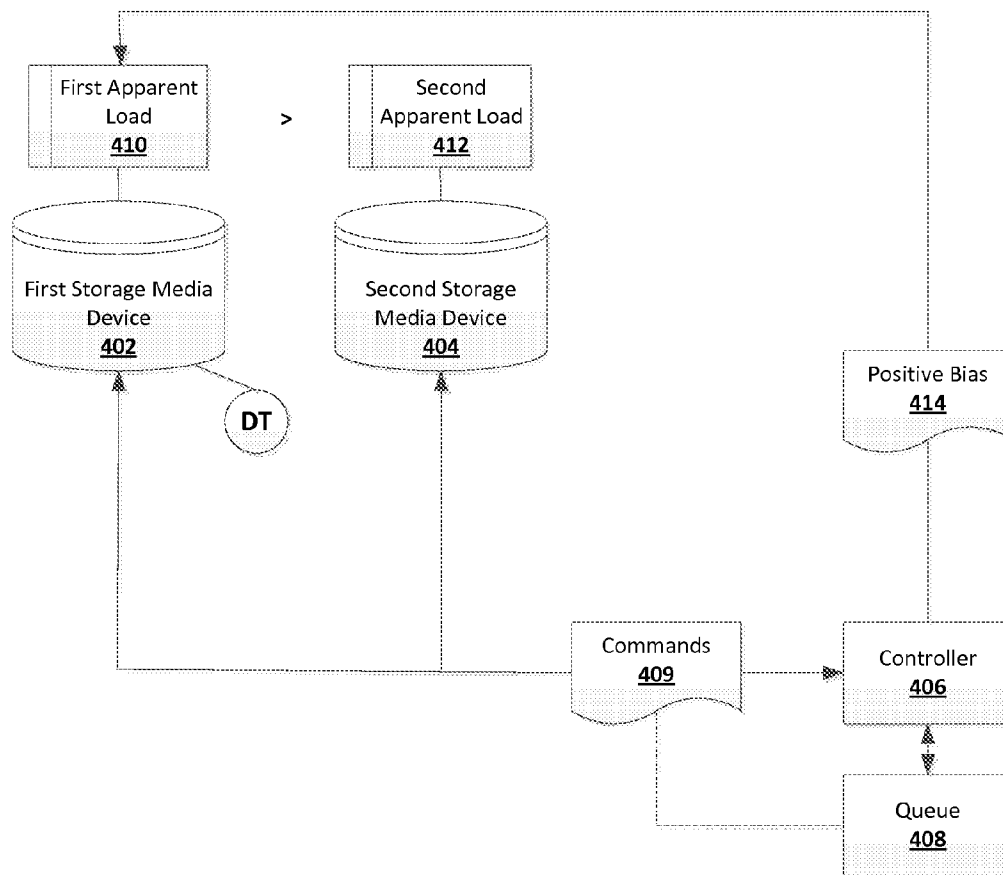 First Apparent
Load
410
>
Second
Apparent Load
412
First Storage Media
Device
402
Second Storage
Media Device
404
DT
Positive Bias
414
Commands
409
Controller
406
Queue
408